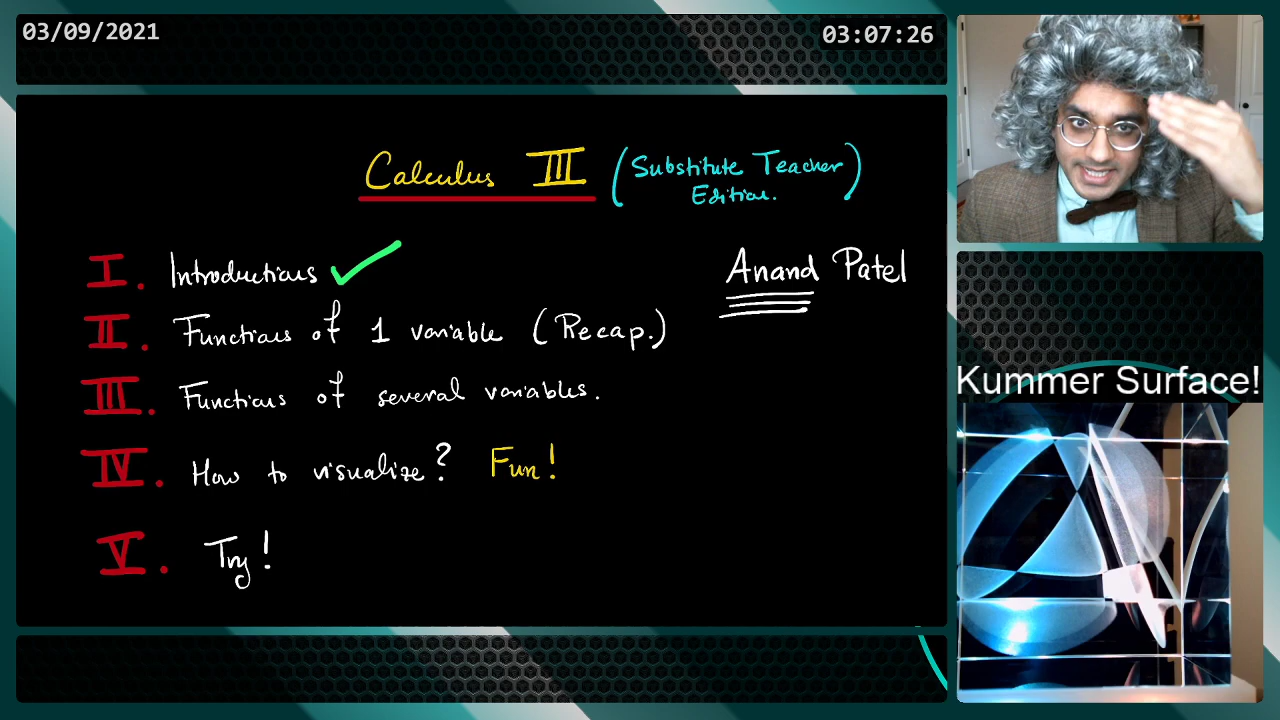 03/09/2021
03:07:26
Calculus III (Substitute Teacher
Edition.)
I. Introductions
Anand Patel
II. Functions of 1 variable (Recap.)
III. Functions of several variables.
IV. How to visualize? Fun!
V. Try!
Kummer Surface!